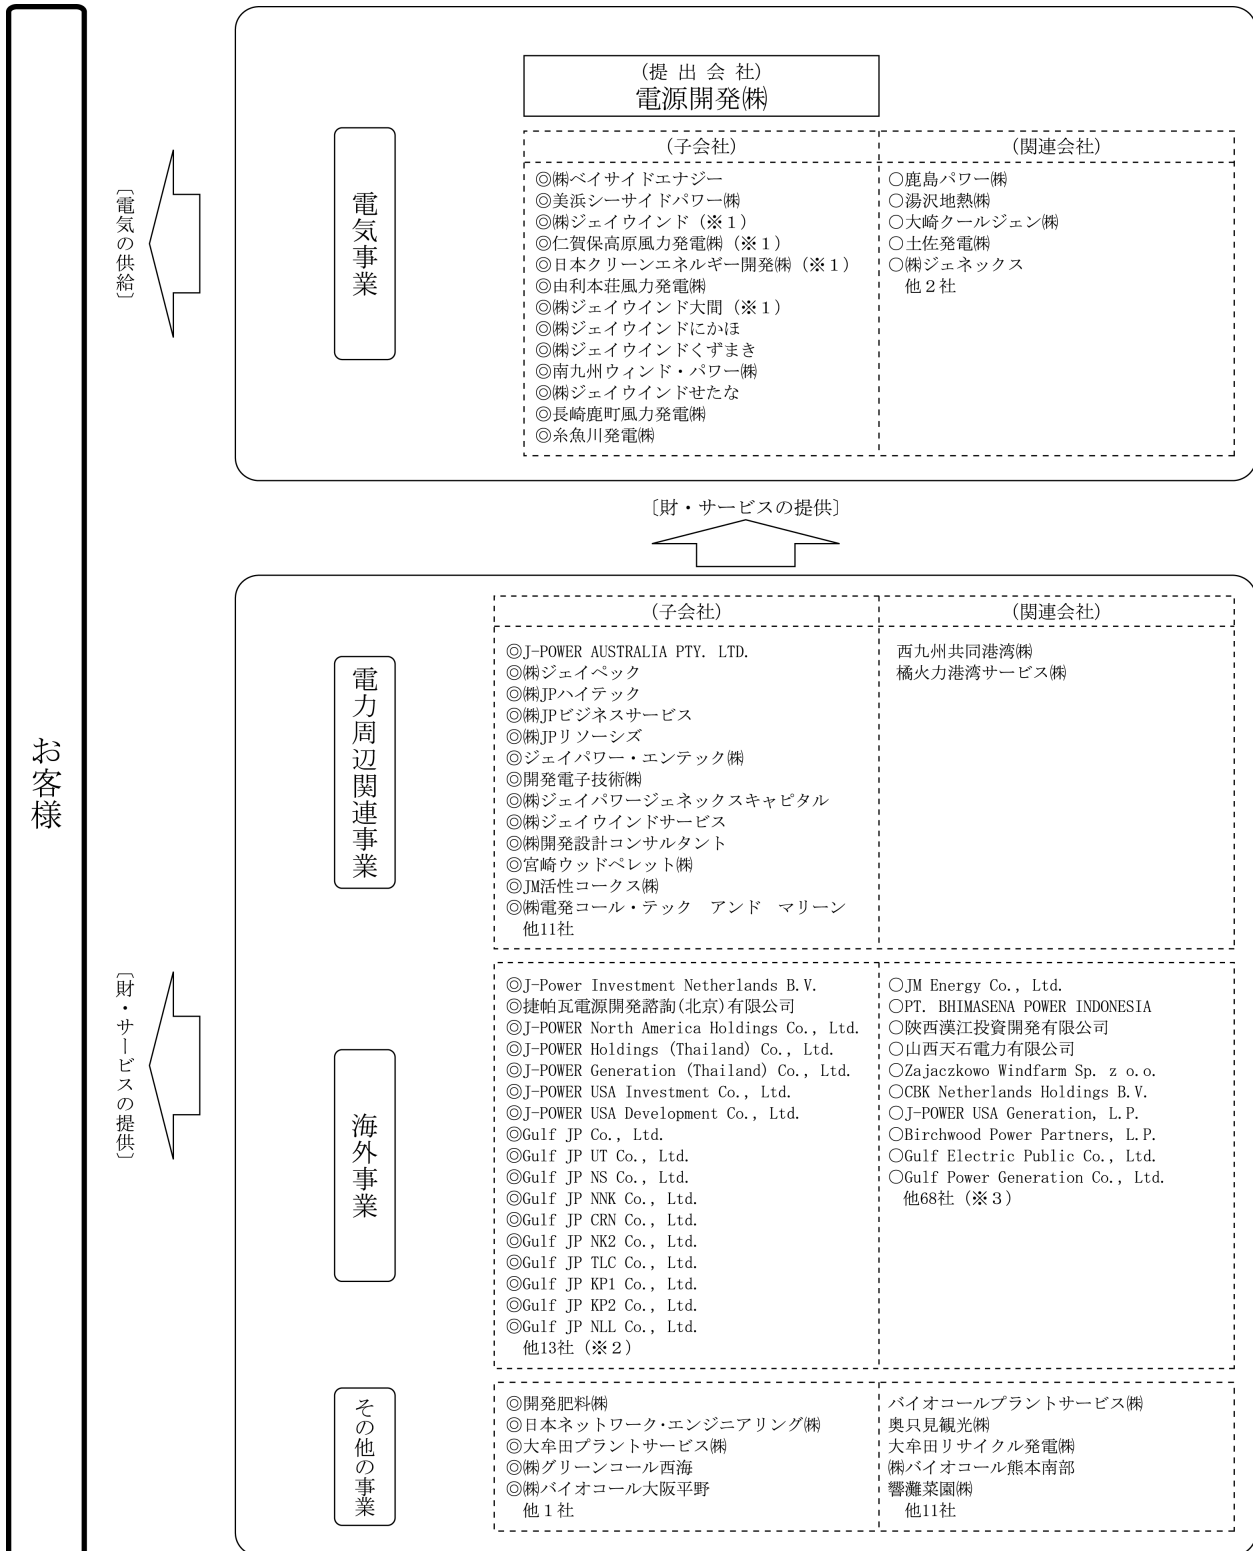 お客様
〔電気の供給〕
電気事業
(提 出 会 社)
電源開発㈱
(子会社)
◎㈱ベイサイドエナジー
◎美浜シーサイドパワー㈱
◎㈱ジェイウインド（※１）
◎仁賀保高原風力発電㈱（※１）
◎日本クリーンエネルギー開発㈱（※１）
◎由利本荘風力発電㈱
◎㈱ジェイウインド大間（※１）
◎㈱ジェイウインドにかほ
◎㈱ジェイウインドくずまき
◎南九州ウィンド・パワー㈱
◎㈱ジェイウインドせたな
◎長崎鹿町風力発電㈱
◎糸魚川発電㈱
(関連会社)
○鹿島パワー㈱
○湯沢地熱㈱
○大崎クールジェン㈱
○土佐発電㈱
○㈱ジェネックス
他２社
〔財・サービスの提供〕
(子会社)
(関連会社)
電力周辺関連事業
◎J-POWER AUSTRALIA PTY. LTD.
◎㈱ジェイペック
◎㈱JPハイテック
◎㈱JPビジネスサービス
◎㈱JPリソーシズ
◎ジェイパワー・エンテック㈱
◎開発電子技術㈱
◎㈱ジェイパワージェネックスキャピタル
◎㈱ジェイウインドサービス
◎㈱開発設計コンサルタント
◎宮崎ウッドペレット㈱
◎JM活性コークス㈱
◎㈱電発コール・テック　アンド　マリーン
他11社
西九州共同港湾㈱
橘火力港湾サービス㈱
〔財・サービスの提供〕
海外事業
◎J-Power Investment Netherlands B.V.
◎捷帕瓦電源開発諮詢(北京)有限公司
◎J-POWER North America Holdings Co., Ltd.
◎J-POWER Holdings (Thailand) Co., Ltd.
◎J-POWER Generation (Thailand) Co., Ltd.
◎J-POWER USA Investment Co., Ltd.
◎J-POWER USA Development Co., Ltd.
◎Gulf JP Co., Ltd.
◎Gulf JP UT Co., Ltd.
◎Gulf JP NS Co., Ltd.
◎Gulf JP NNK Co., Ltd.
◎Gulf JP CRN Co., Ltd.
◎Gulf JP NK2 Co., Ltd.
◎Gulf JP TLC Co., Ltd.
◎Gulf JP KP1 Co., Ltd.
◎Gulf JP KP2 Co., Ltd.
◎Gulf JP NLL Co., Ltd.
他13社（※２）
○JM Energy Co., Ltd.
○PT. BHIMASENA POWER INDONESIA
○陝西漢江投資開発有限公司
○山西天石電力有限公司
○Zajaczkowo Windfarm Sp. z o.o.
○CBK Netherlands Holdings B.V.
○J-POWER USA Generation, L.P.
○Birchwood Power Partners, L.P.
○Gulf Electric Public Co., Ltd.
○Gulf Power Generation Co., Ltd.
他68社（※３）
その他の事業
◎開発肥料㈱
◎日本ネットワーク･エンジニアリング㈱
◎大牟田プラントサービス㈱
◎㈱グリーンコール西海
◎㈱バイオコール大阪平野
他１社
バイオコールプラントサービス㈱
奥只見観光㈱
大牟田リサイクル発電㈱
㈱バイオコール熊本南部
響灘菜園㈱
他11社